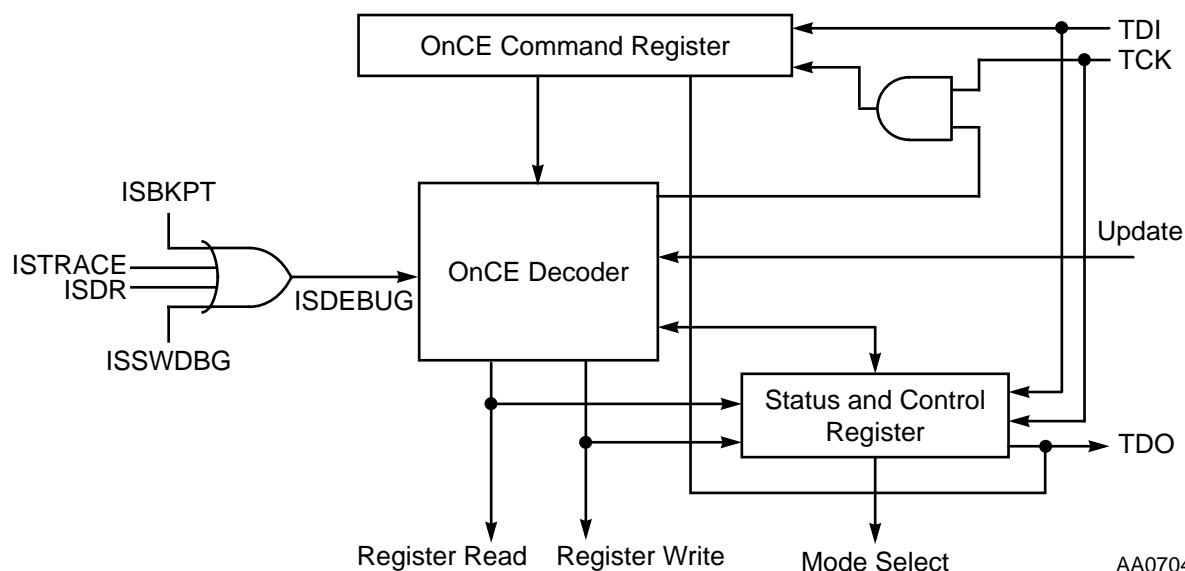 OnCE Command Register
TDI
TCK
ISBKPT
Update
ISTRACE
OnCE Decoder
ISDR
ISDEBUG
ISSWDBG
Status and Control
Register
TDO
Register Read
Register Write
Mode Select
AA0704